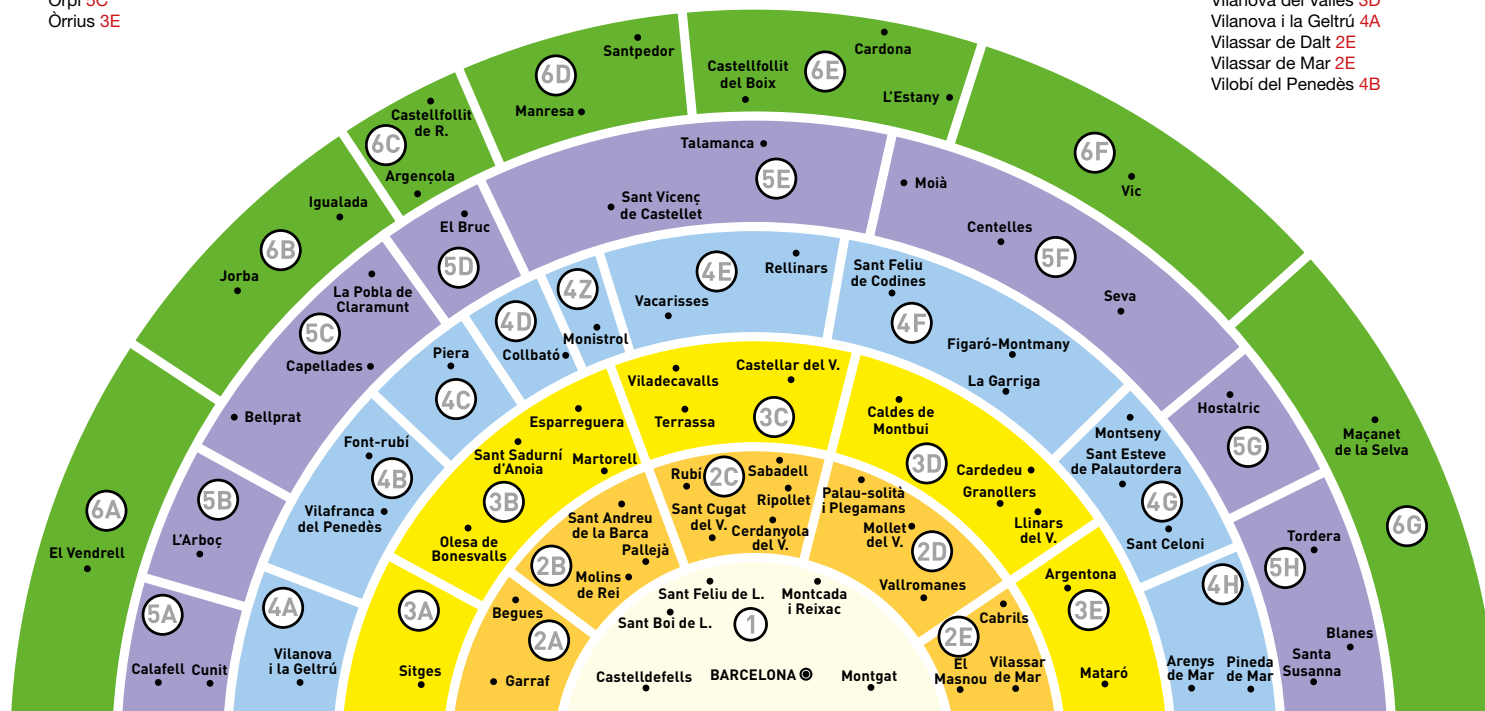 Orpí 5C
Òrrius 3E
Vilanova del Vallès 3D
Vilanova i la Geltrú 4A
Vilassar de Dalt 2E
Vilassar de Mar 2E
Vilobí del Penedès 4B
6D
Santpedor
Manresa
6E
Cardona
Castellfollit
del Boix
L'Estany
6C
Castellfollit
de R.
Argençola
6F
Vic
6B
Igualada
Jorba
6A
El Vendrell
6G
Maçanet
de la Selva
5E
Talamanca
Sant Vicenç
de Castellet
5F
Moià
Centelles
Seva
5D
El Bruc
5C
La Pobla de
Claramunt
Capellades
Bellprat
5B
L'Arboç
5A
Calafell
Cunit
5G
Hostalric
5H
Tordera
Blanes
Santa
Susanna
4Z
Monistrol
4E
Rellinars
Vacarisses
4F
Sant Feliu
de Codines
Figaró-Montmany
La Garriga
4D
Collbató
4C
Piera
4B
Font-rubí
Vilafranca
del Penedès
4A
Vilanova
i la Geltrú
4G
Montseny
Sant Esteve
de Palautordera
Sant Celoni
4H
Arenys
de Mar
Pineda
de Mar
3C
Viladecavalls
Castellar del V.
Terrassa
3B
Esparreguera
Sant Sadurní
d'Anoia
Martorell
Olesa de
Bonesvalls
3A
Sitges
3D
Caldes de
Montbui
Cardedeu
Granollers
Llinars
del V.
3E
Argentona
Mataró
2C
Rubí
Sabadell
Ripollet
Sant Cugat
del V.
Cerdanyola
del V.
2B
Sant Andreu
de la Barca
Pallejà
Molins
de Rei
2A
Begues
Garraf
2D
Palau-solità
i Plegamans
Mollet
del V.
Vallromanes
2E
Cabrils
El
Masnou
Vilassar
de Mar
1
Sant Feliu de L.
Montcada
i Reixac
Sant Boi de L.
Castelldefells
BARCELONA
Montgat